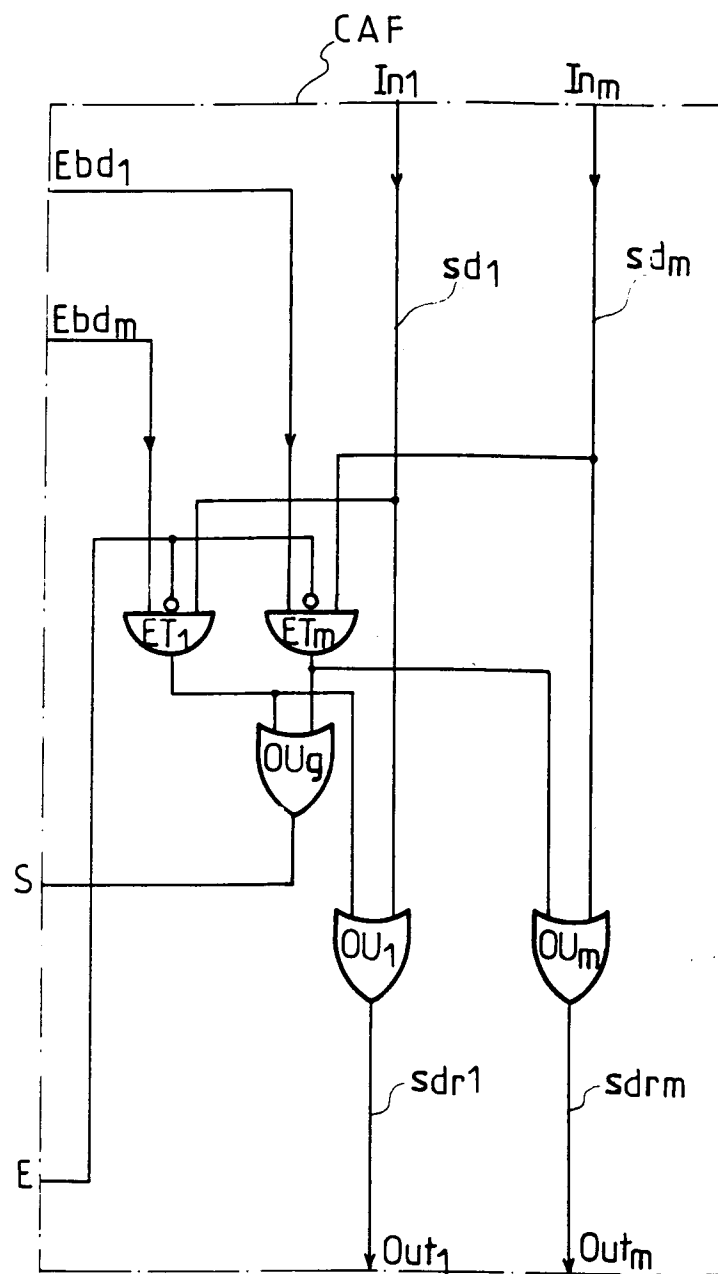 CAF
In1 Inm
Ebd1
sd1 sdm
Ebdm
ET1 ETm
OUg
S
OU1 OUm
sdr1 sdrm
E
Out1 Outm